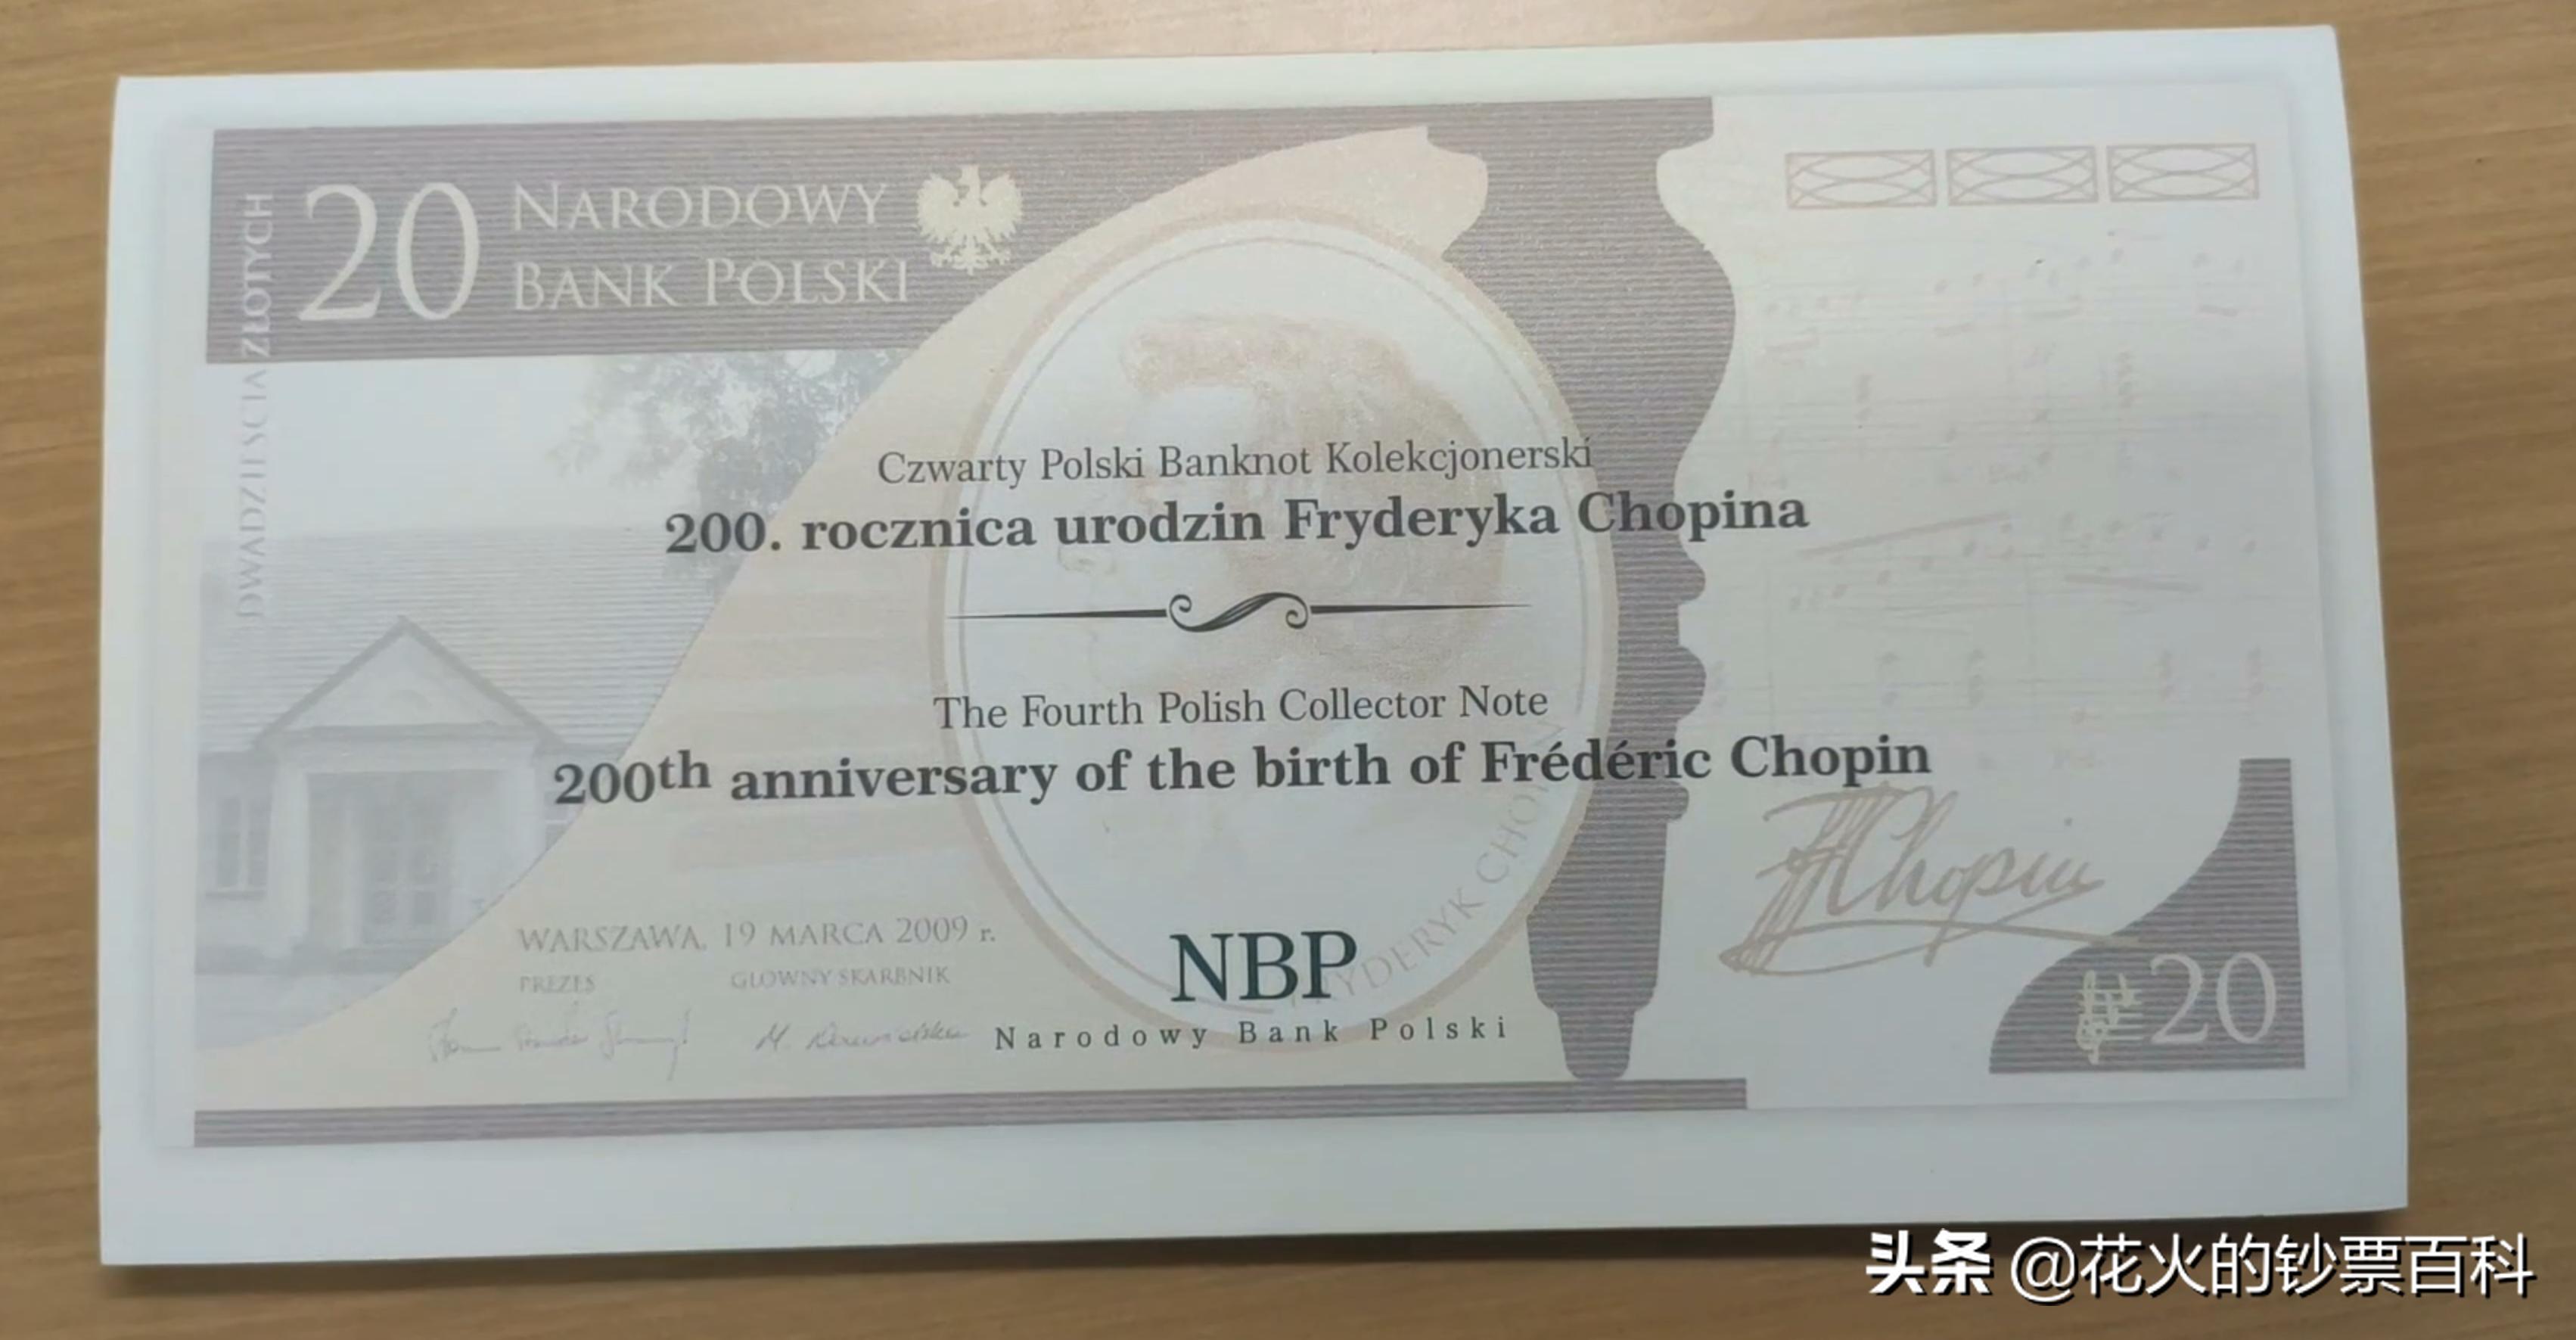 ZŁOTYCH
DWADZIEŚCIA
20
NARODOWY
BANK POLSKI
Czwarty Polski Banknot Kolekcjonerski
200. rocznica urodzin Fryderyka Chopina
The Fourth Polish Collector Note
200th anniversary of the birth of Frédéric Chopin
FRYDERYK CHOPIN
WARSZAWA, 19 MARCA 2009 r.
PREZES
GŁÓWNY SKARBNIK
NBP
Narodowy Bank Polski
Chopin
20
头条 @花火的钞票百科